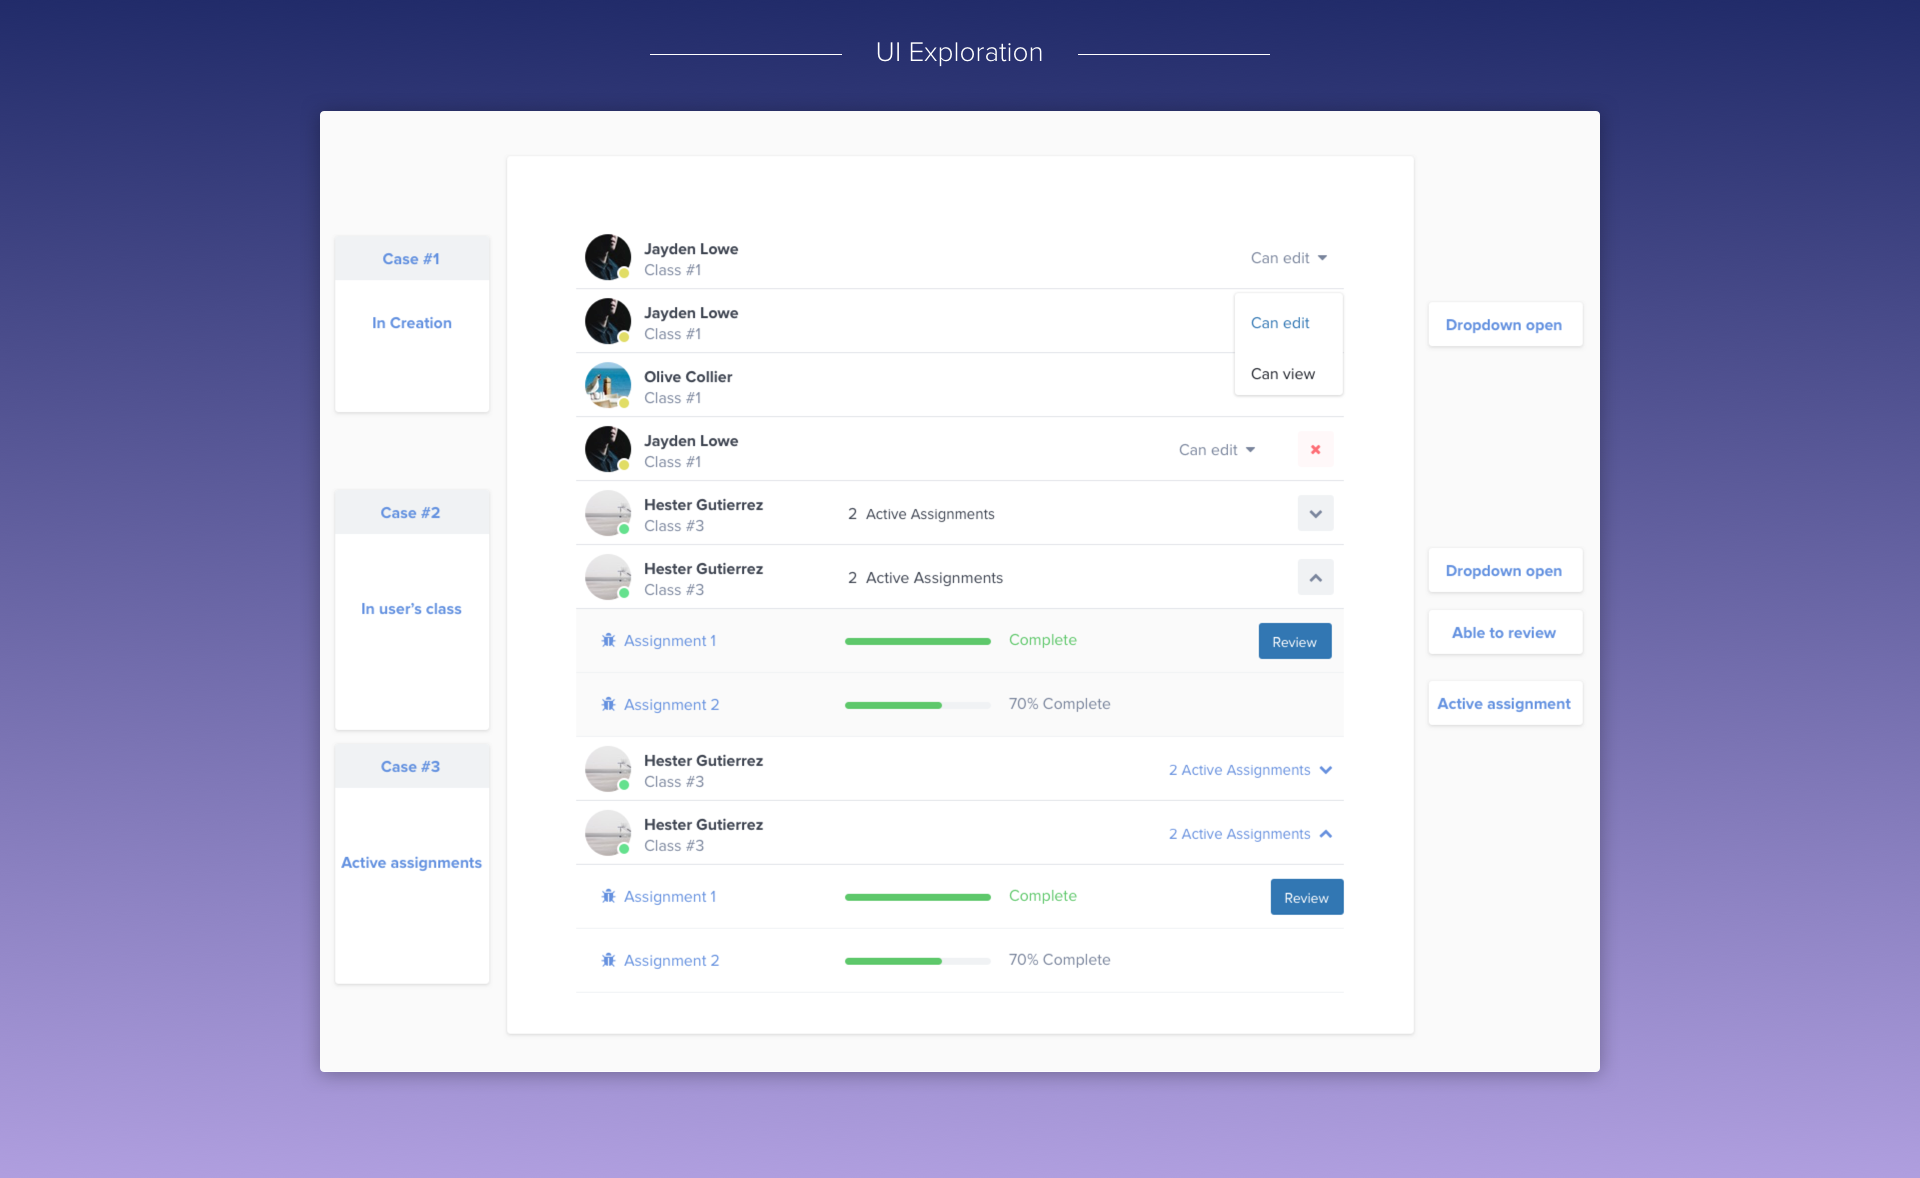 UI Exploration
Case #1
In Creation
Jayden Lowe
Class #1
Can edit
Jayden Lowe
Class #1
Can edit
Can view
Dropdown open
Olive Collier
Class #1
Jayden Lowe
Class #1
Can edit
Case #2
In user's class
Hester Gutierrez
Class #3
2 Active Assignments
Hester Gutierrez
Class #3
2 Active Assignments
Dropdown open
Assignment 1
Complete
Review
Able to review
Assignment 2
70% Complete
Active assignment
Case #3
Active assignments
Hester Gutierrez
Class #3
2 Active Assignments
Hester Gutierrez
Class #3
2 Active Assignments
Assignment 1
Complete
Review
Assignment 2
70% Complete